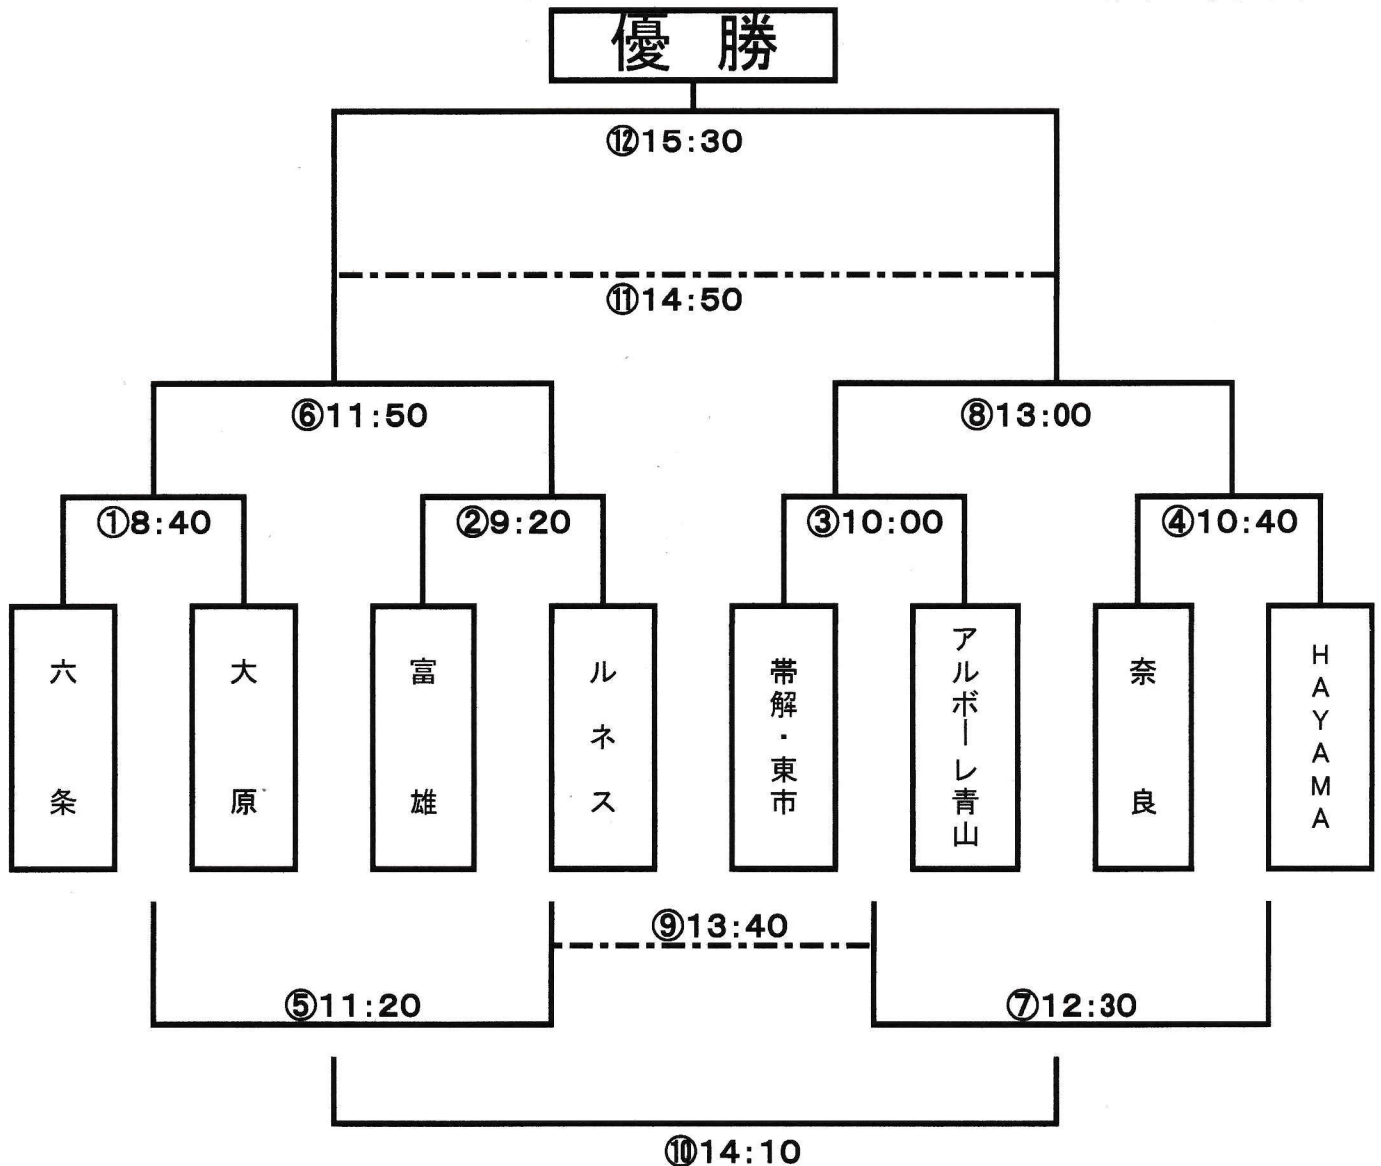 優 勝
⑫15:30
⑪14:50
⑥11:50
⑧13:00
①8:40
②9:20
③10:00
④10:40
六条
大原
富雄
ルネス
帯解・東市
アルボーレ青山
奈良
HAYAMA
⑨13:40
⑤11:20
⑦12:30
⑩14:10